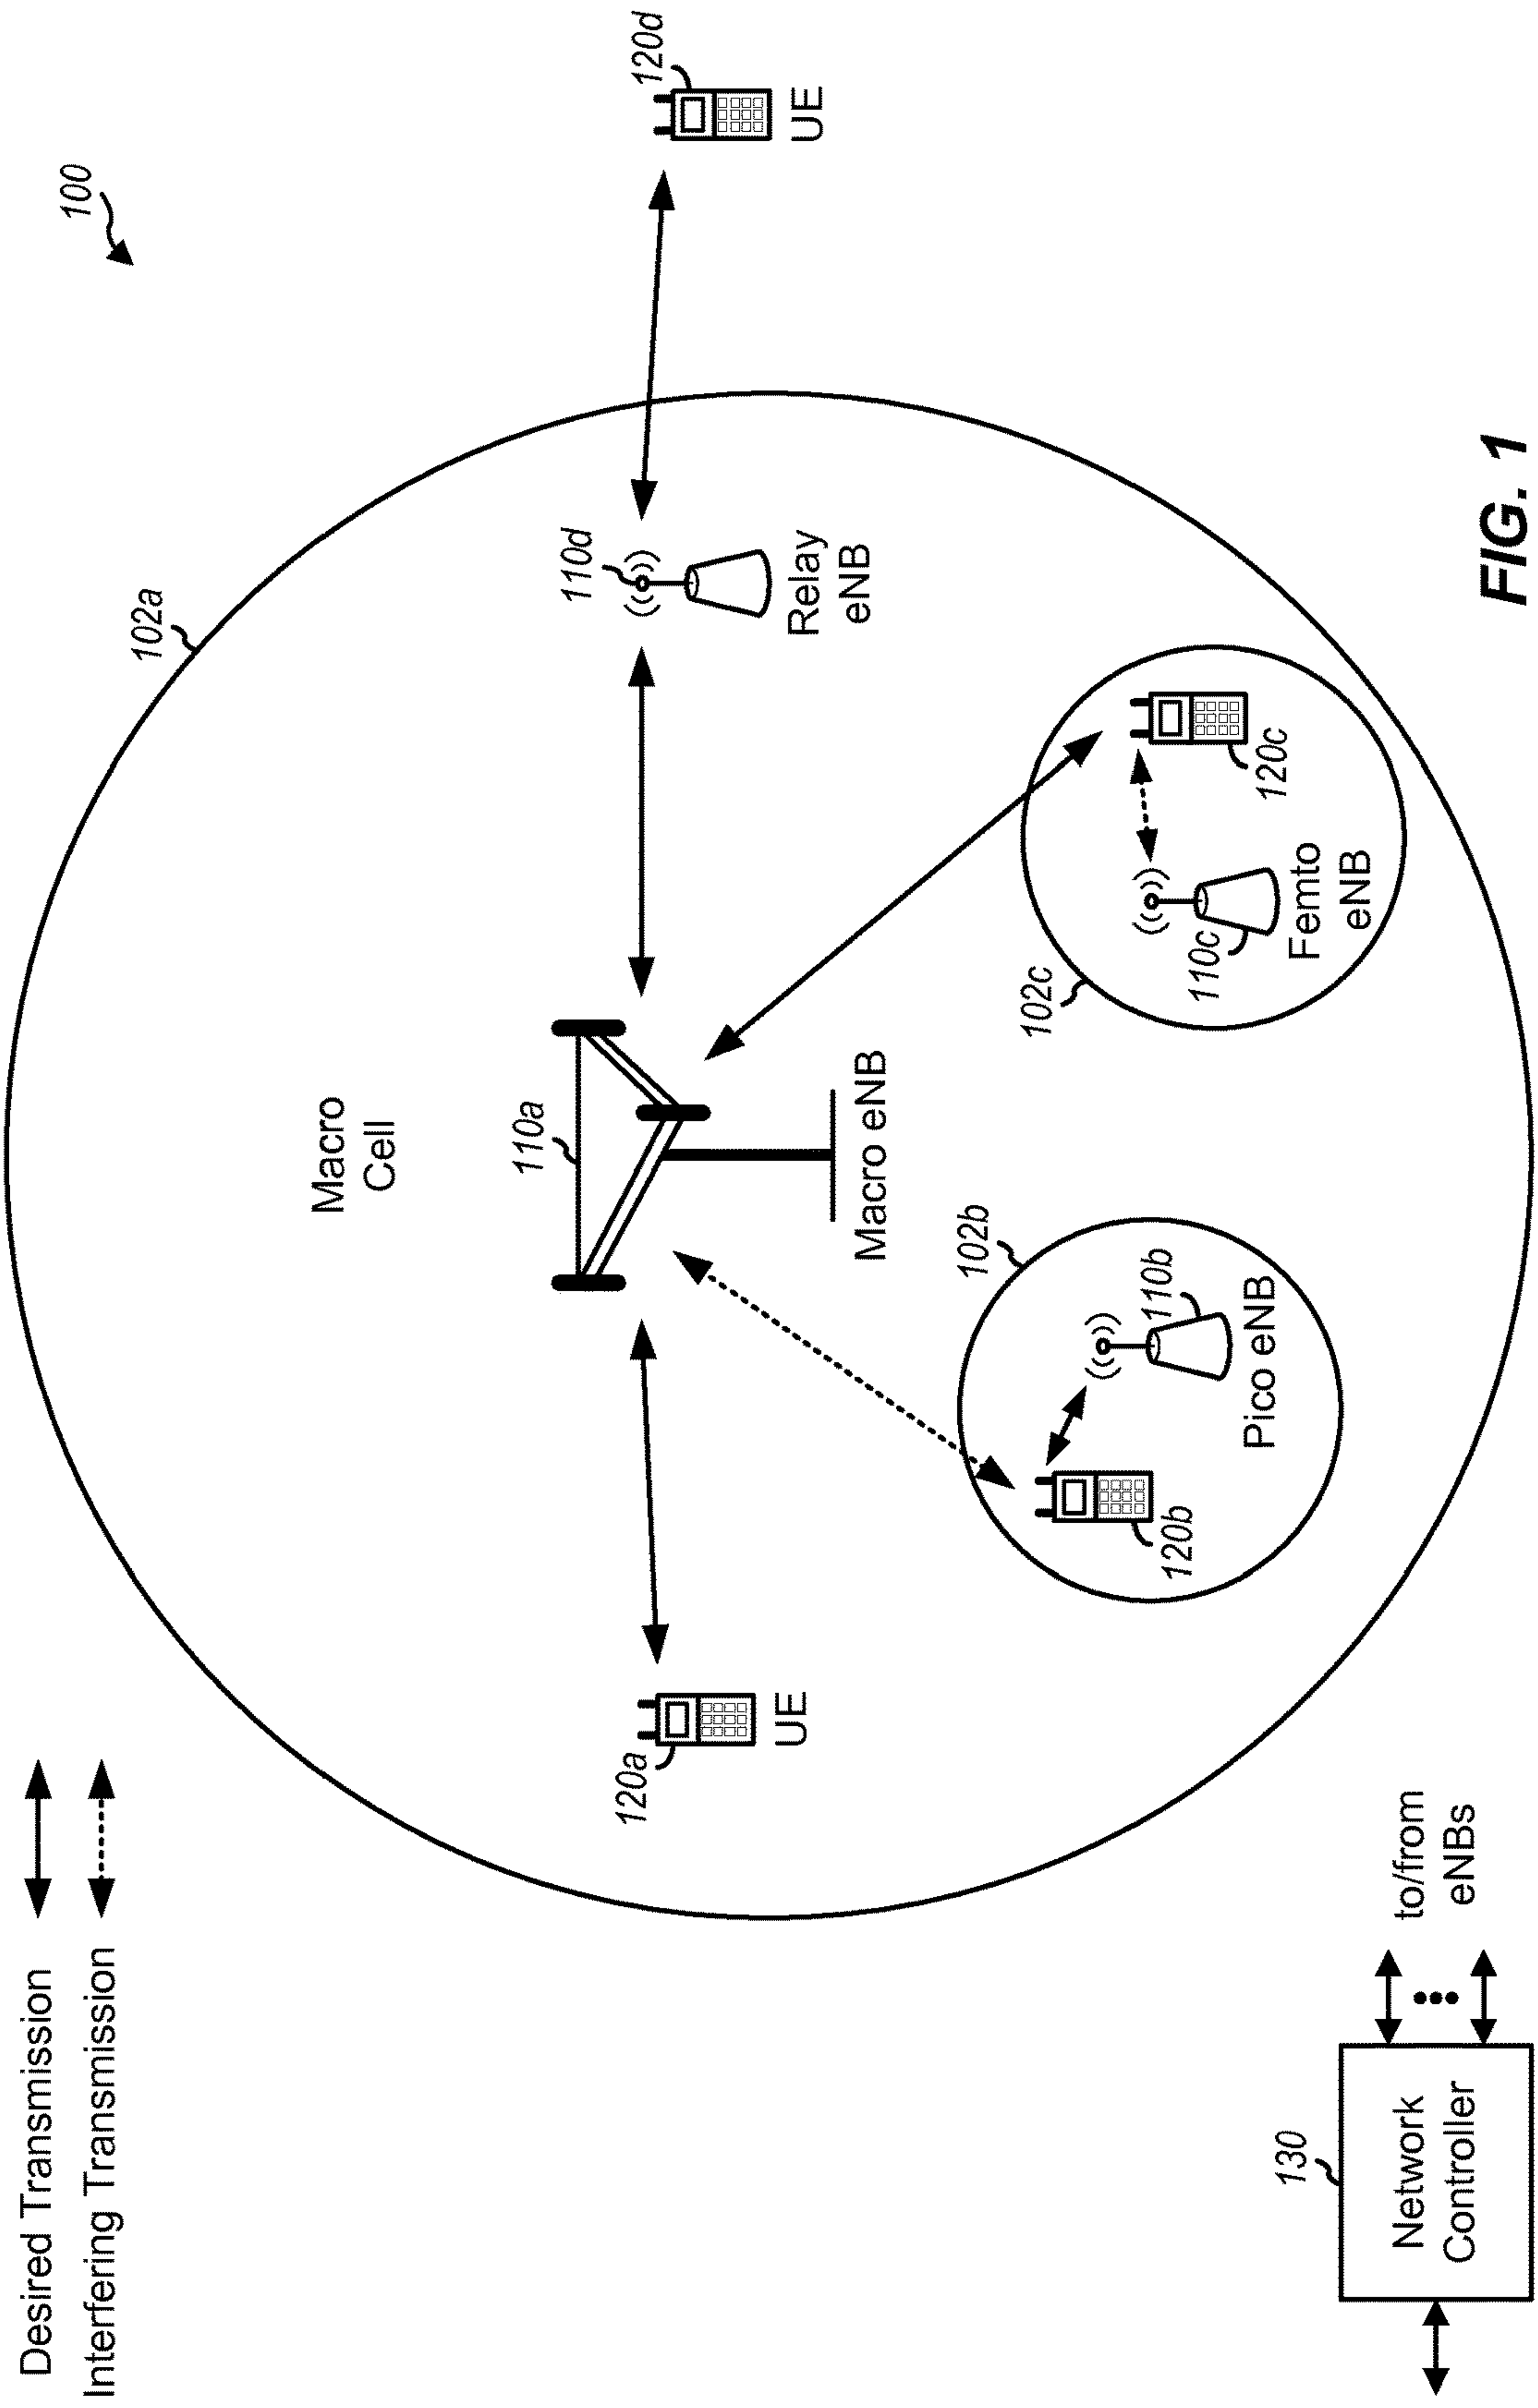 Desired Transmission
Interfering Transmission
100
102a
Macro
Cell
110a
110d
120d
120a
UE
Macro eNB
Relay
eNB
UE
102b
110b
120b
Pico eNB
102c
110c
120c
Femto
eNB
130
Network
Controller
to/from
eNBs
FIG. 1